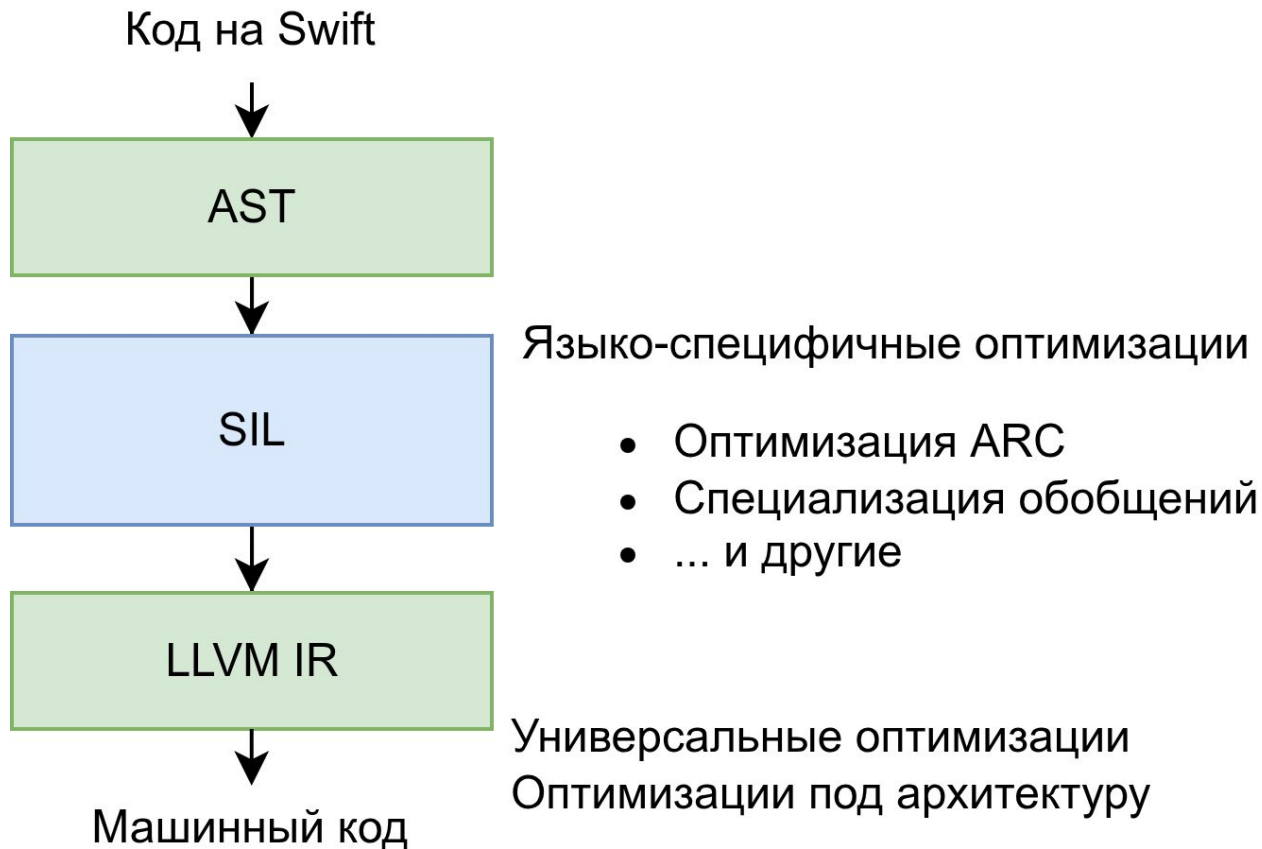 Код на Swift
AST
SIL
Языко-специфичные оптимизации
• Оптимизация ARC
• Специализация обобщений
• ... и другие
LLVM IR
Универсальные оптимизации
Оптимизации под архитектуру
Машинный код